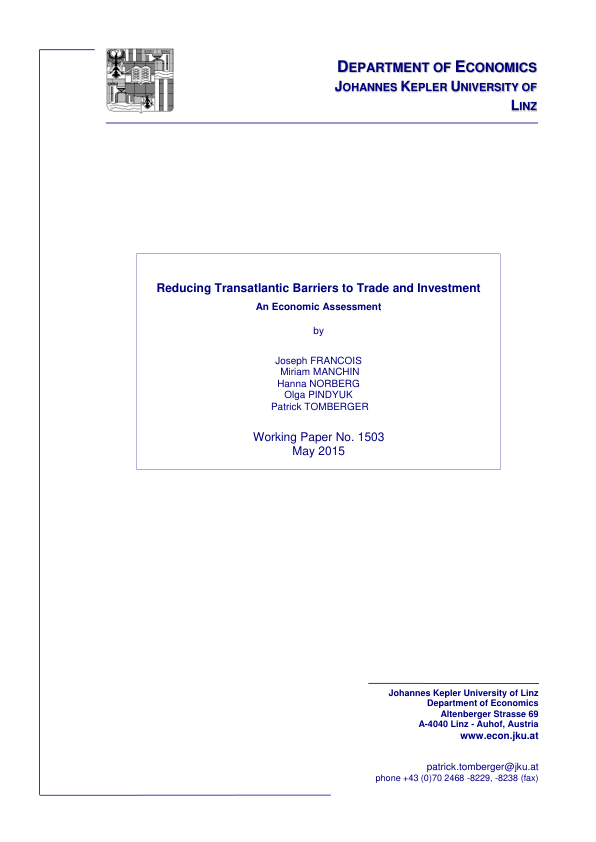 DEPARTMENT OF ECONOMICS
JOHANNES KEPLER UNIVERSITY OF
LINZ
Reducing Transatlantic Barriers to Trade and Investment
An Economic Assessment
by
Joseph FRANCOIS
Miriam MANCHIN
Hanna NORBERG
Olga PINDYUK
Patrick TOMBERGER
Working Paper No. 1503
May 2015
Johannes Kepler University of Linz
Department of Economics
Altenberger Strasse 69
A-4040 Linz - Auhof, Austria
www.econ.jku.at
patrick.tomberger@jku.at
phone +43 (0)70 2468 -8229, -8238 (fax)